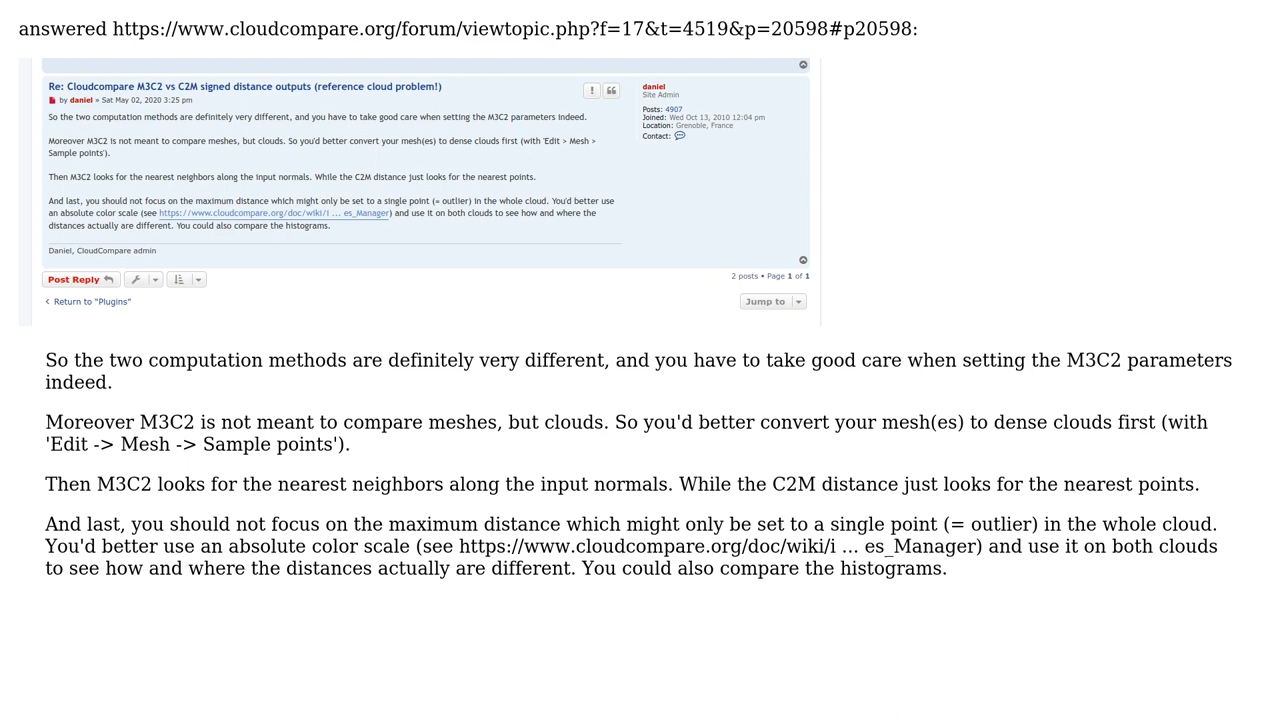 answered https://www.cloudcompare.org/forum/viewtopic.php?f=17&t=4519&p=20598#p20598:
Re: Cloudcompare M3C2 vs C2M signed distance outputs (reference cloud problem!)
by daniel » Sat May 02, 2020 3:25 pm
So the two computation methods are definitely very different, and you have to take good care when setting the M3C2 parameters indeed.
Moreover M3C2 is not meant to compare meshes, but clouds. So you'd better convert your mesh(es) to dense clouds first (with 'Edit > Mesh >
Sample points').
Then M3C2 looks for the nearest neighbors along the input normals. While the C2M distance just looks for the nearest points.
And last, you should not focus on the maximum distance which might only be set to a single point (= outlier) in the whole cloud. You'd better use
an absolute color scale (see https://www.cloudcompare.org/doc/wiki/i ... es_Manager) and use it on both clouds to see how and where the
distances actually are different. You could also compare the histograms.
Daniel, CloudCompare admin
daniel
Site Admin
Posts: 4907
Joined: Wed Oct 13, 2010 12:04 pm
Location: Grenoble, France
Contact:
Post Reply
2 posts • Page 1 of 1
Return to "Plugins"
Jump to
So the two computation methods are definitely very different, and you have to take good care when setting the M3C2 parameters
indeed.
Moreover M3C2 is not meant to compare meshes, but clouds. So you'd better convert your mesh(es) to dense clouds first (with
'Edit -> Mesh -> Sample points').
Then M3C2 looks for the nearest neighbors along the input normals. While the C2M distance just looks for the nearest points.
And last, you should not focus on the maximum distance which might only be set to a single point (= outlier) in the whole cloud.
You'd better use an absolute color scale (see https://www.cloudcompare.org/doc/wiki/i ... es_Manager) and use it on both clouds
to see how and where the distances actually are different. You could also compare the histograms.